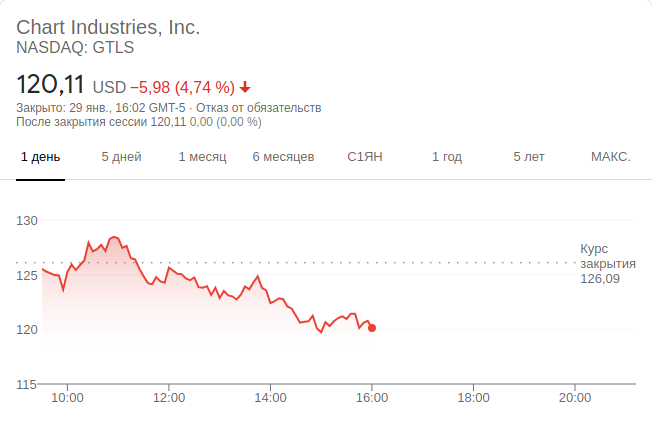 Chart Industries, Inc.
NASDAQ: GTLS
120,11 USD −5,98 (4,74 %)
Закрыто: 29 янв., 16:02 GMT-5 · Отказ от обязательств
После закрытия сессии 120,11 0,00 (0,00 %)
1 день 5 дней 1 месяц 6 месяцев С1ЯН 1 год 5 лет МАКС.
130
Курс
закрытия
126,09
125
120
115
10:00 12:00 14:00 16:00 18:00 20:00